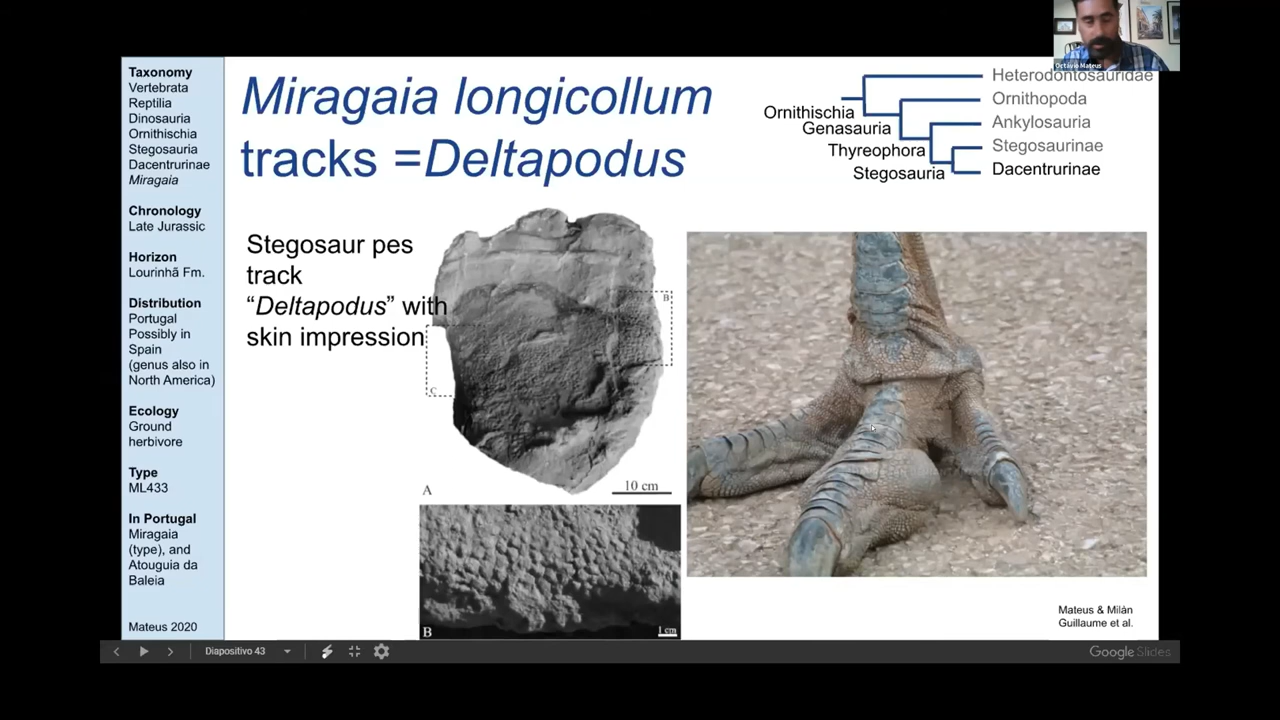 Octávio Mateus
Taxonomy
Vertebrata
Reptilia
Dinosauria
Ornithischia
Stegosauria
Dacentrurinae
Miragaia
Chronology
Late Jurassic
Horizon
Lourinhã Fm.
Distribution
Portugal
Possibly in
Spain
(genus also in
North America)
Ecology
Ground
herbivore
Type
ML433
In Portugal
Miragaia
(type), and
Atouguia da
Baleia
Mateus 2020
Miragaia longicollum
tracks =Deltapodus
Heterodontosauridae
Ornithopoda
Ankylosauria
Stegosaurinae
Dacentrurinae
Ornithischia
Genasauria
Thyreophora
Stegosauria
Stegosaur pes
track
“Deltapodus” with
skin impression
B
C
A
10 cm
B
1 cm
Mateus & Milán
Guillaume et al.
Diapositivo 43
Google Slides